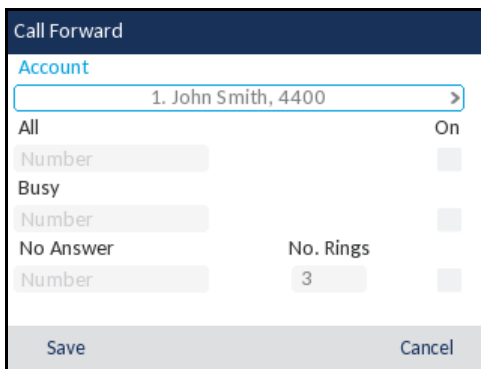 Call Forward
Account
1. John Smith, 4400 >
All On
Number
Busy
Number
No Answer No. Rings
Number 3
Save Cancel